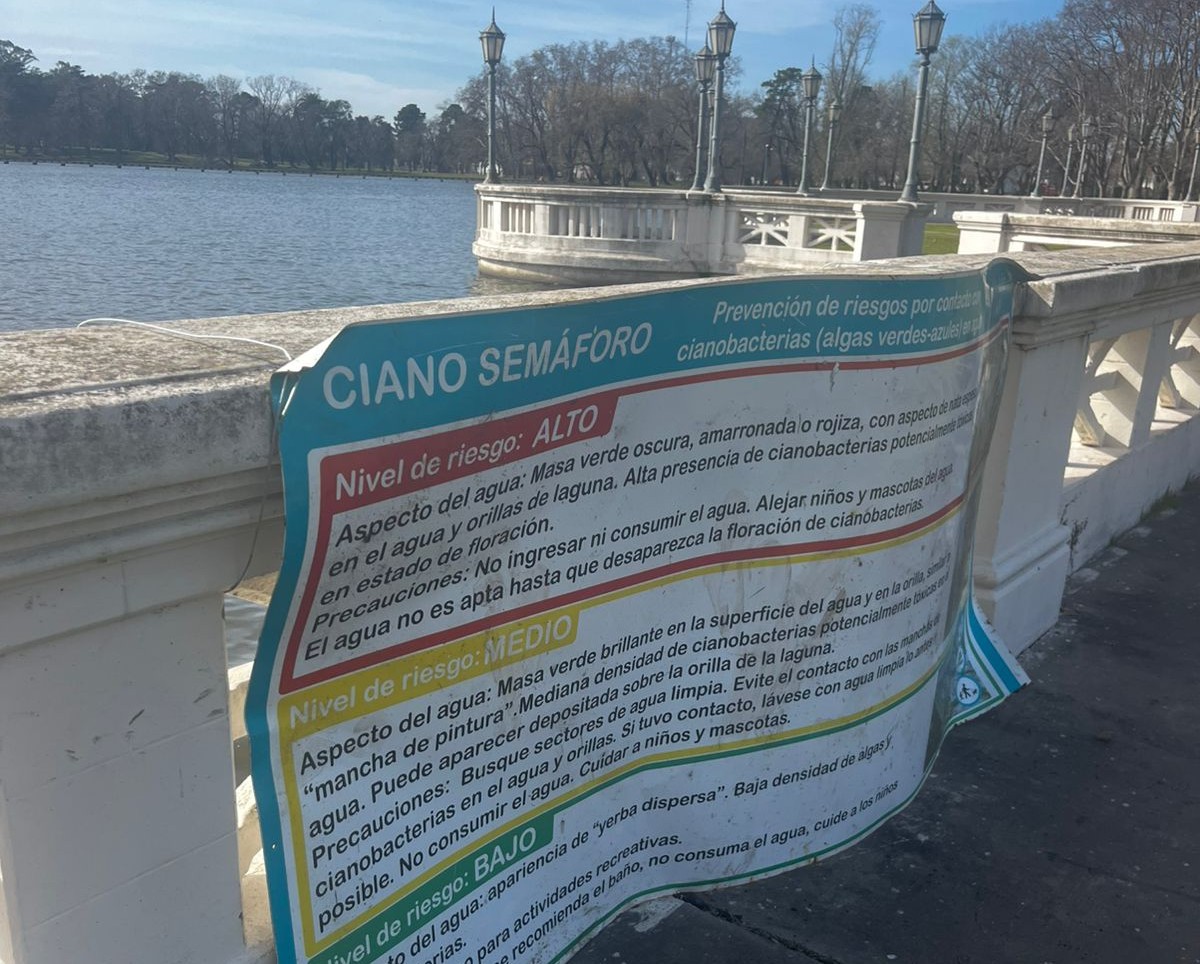 CIANO SEMÁFORO
Prevención de riesgos por contacto con
cianobacterias (algas verdes-azules) en
Nivel de riesgo: ALTO
Aspecto del agua: Masa verde oscura, amarronada o rojiza, con aspecto de nata
en el agua y orillas de laguna. Alta presencia de cianobacterias potencialmente tóxicas
en estado de floración.
Precauciones: No ingresar ni consumir el agua. Alejar niños y mascotas del agua.
El agua no es apta hasta que desaparezca la floración de cianobacterias.
Nivel de riesgo: MEDIO
Aspecto del agua: Masa verde brillante en la superficie del agua y en la orilla, similar a
“mancha de pintura” Mediana densidad de cianobacterias potencialmente tóxicas en el
agua. Puede aparecer depositada sobre la orilla de la laguna.
Precauciones: Busque sectores de agua limpia. Evite el contacto con las manchas de
cianobacterias en el agua y orillas. Si tuvo contacto, lávese con agua limpia lo antes
posible. No consumir el agua. Cuidar a niños y mascotas.
Nivel de riesgo: BAJO
del agua: apariencia de “yerba dispersa”. Baja densidad de algas y
para actividades recreativas.
recomienda el baño, no consuma el agua, cuide a los niños